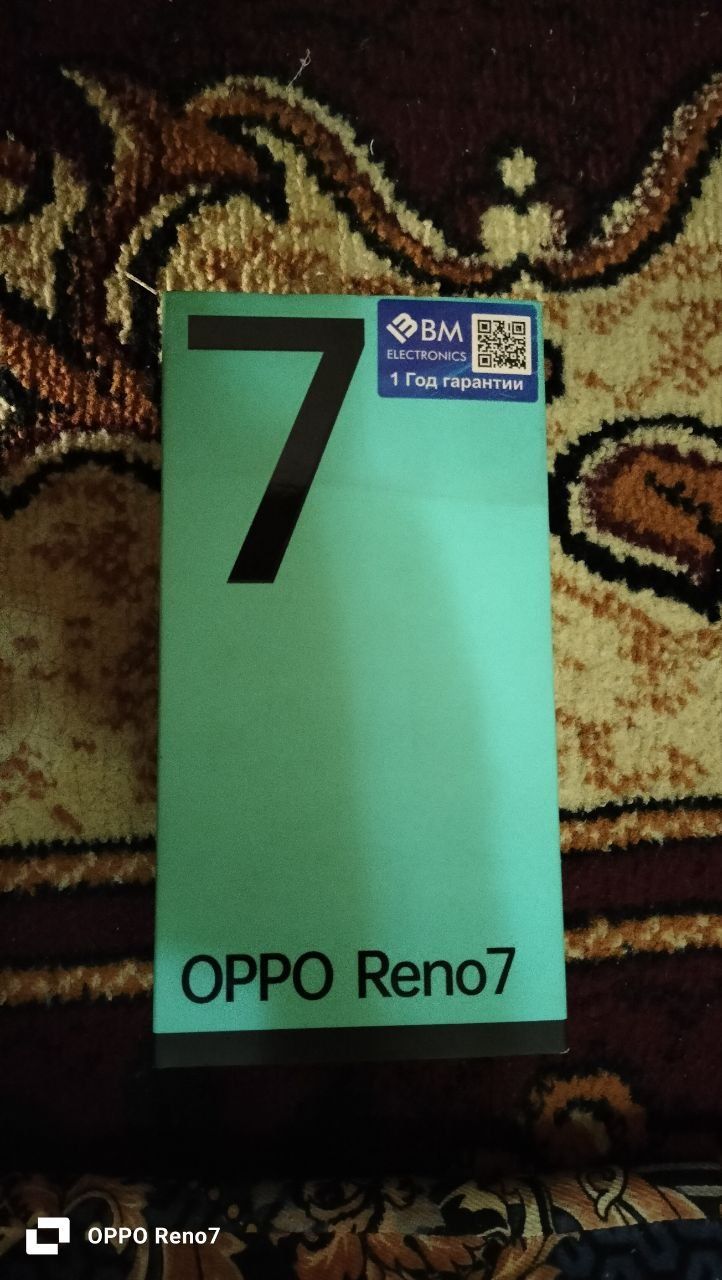 7
BM
ELECTRONICS
1 Год гарантии
OPPO Reno7
OPPO Reno7